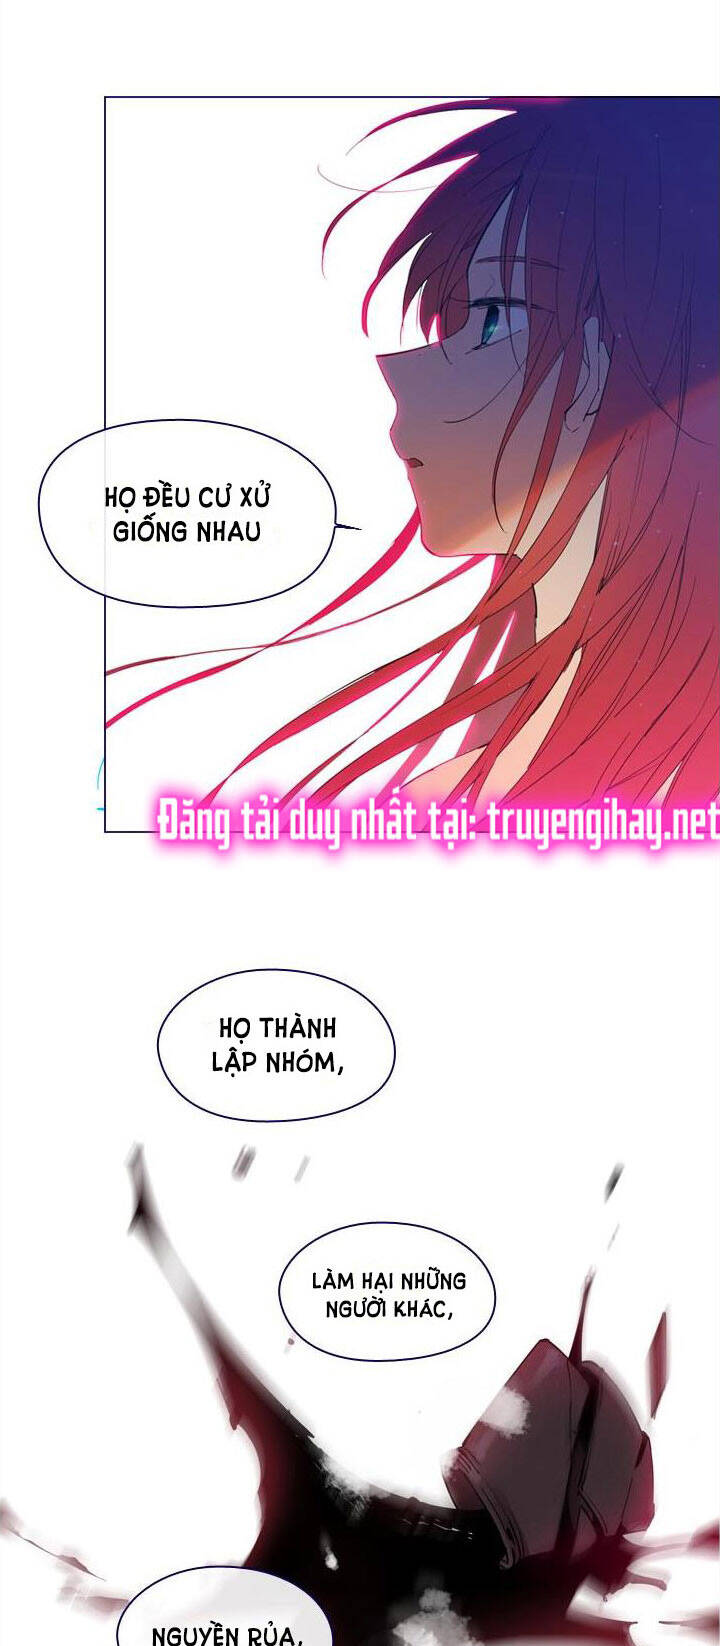 HỌ ĐỀU CƯ XỬ
GIỐNG NHAU
Đăng tải duy nhất tại: truyengihay.net
HỌ THÀNH
LẬP NHÓM,
LÀM HẠI NHỮNG
NGƯỜI KHÁC,
NGUYỀN RỦA,